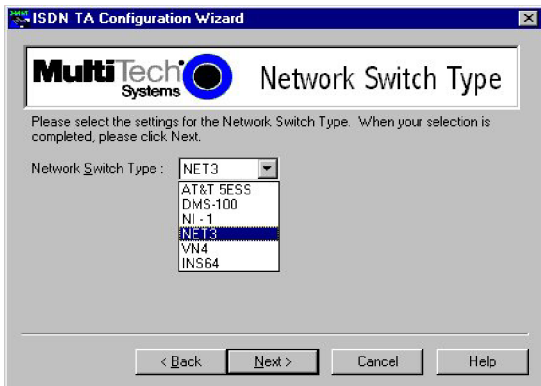 ISDN TA Configuration Wizard
MultiTech
Systems
Network Switch Type
Please select the settings for the Network Switch Type. When your selection is
completed, please click Next.
Network Switch Type : NET3
AT&T 5ESS
DMS-100
NI - 1
NET3
VN4
INS64
< Back Next > Cancel Help